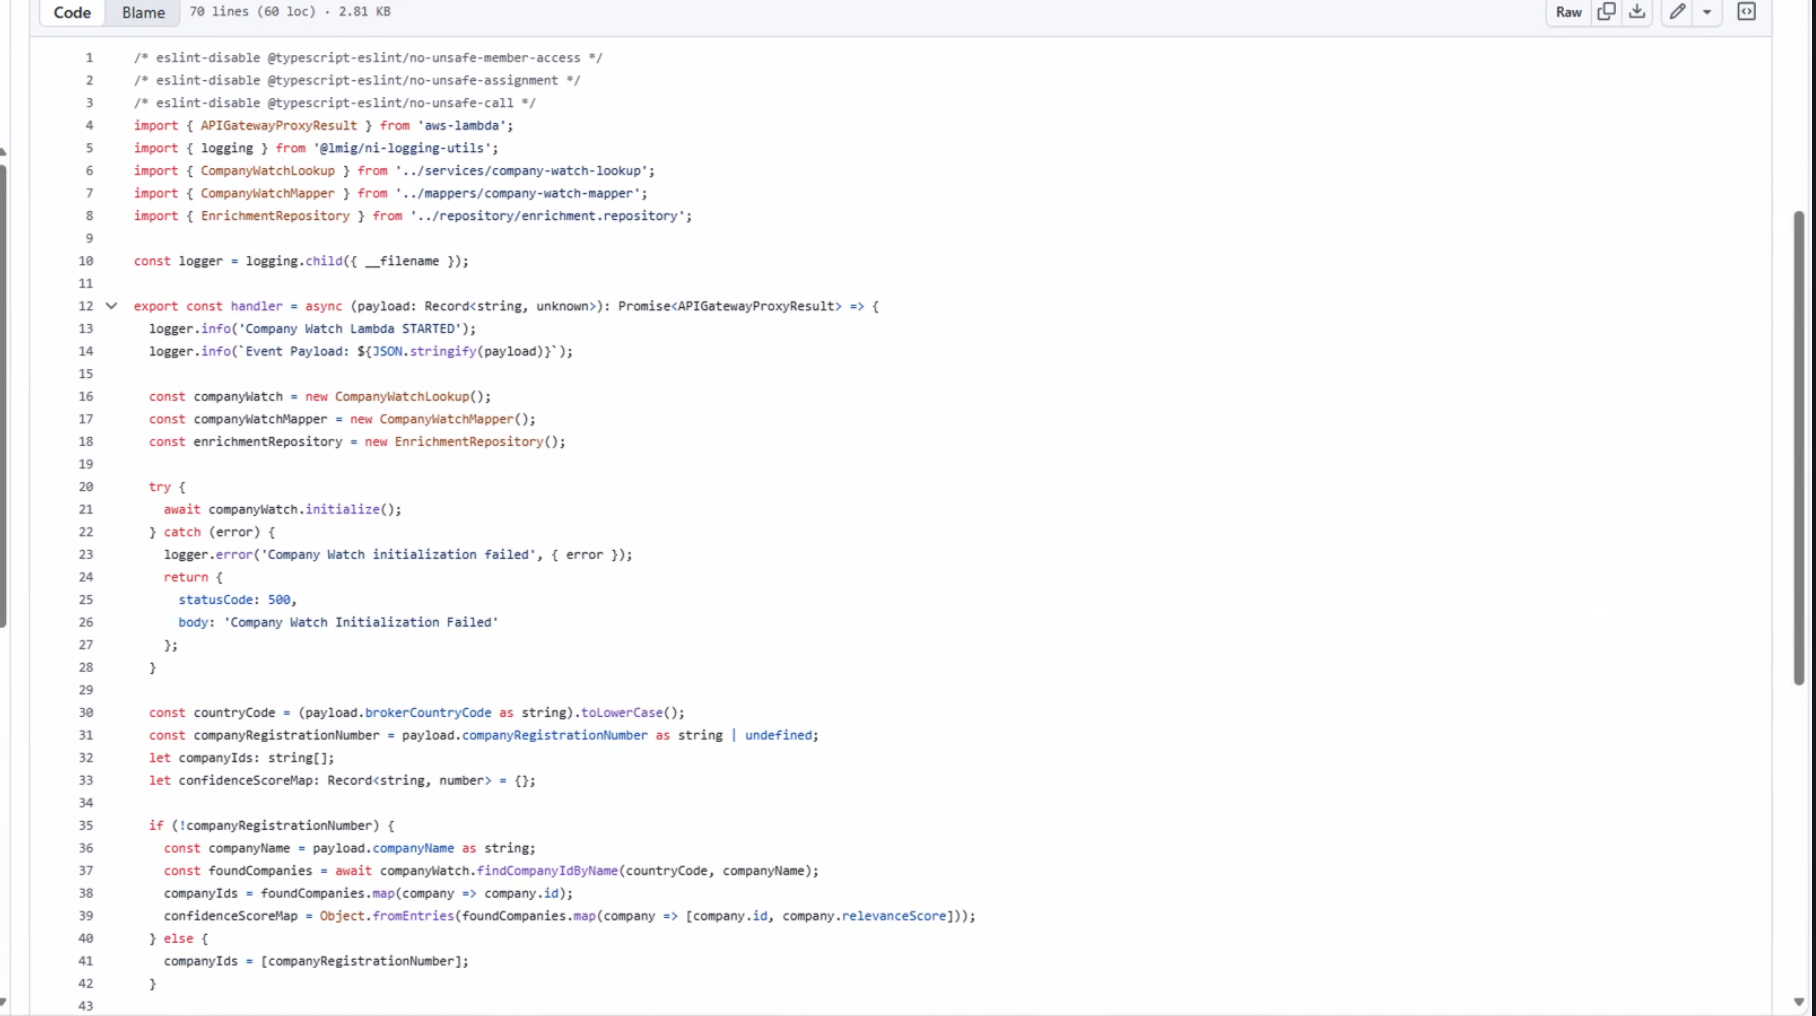 Code Blame 70 lines (60 loc) · 2.81 KB Raw
1 /* eslint-disable @typescript-eslint/no-unsafe-member-access */
2 /* eslint-disable @typescript-eslint/no-unsafe-assignment */
3 /* eslint-disable @typescript-eslint/no-unsafe-call */
4 import { APIGatewayProxyResult } from 'aws-lambda';
5 import { logging } from '@lmig/ni-logging-utils';
6 import { CompanyWatchLookup } from '../services/company-watch-lookup';
7 import { CompanyWatchMapper } from '../mappers/company-watch-mapper';
8 import { EnrichmentRepository } from '../repository/enrichment.repository';
9
10 const logger = logging.child({ __filename });
11
12 export const handler = async (payload: Record<string, unknown>): Promise<APIGatewayProxyResult> => {
13   logger.info('Company Watch Lambda STARTED');
14   logger.info(`Event Payload: ${JSON.stringify(payload)}`);
15
16   const companyWatch = new CompanyWatchLookup();
17   const companyWatchMapper = new CompanyWatchMapper();
18   const enrichmentRepository = new EnrichmentRepository();
19
20   try {
21     await companyWatch.initialize();
22   } catch (error) {
23     logger.error('Company Watch initialization failed', { error });
24     return {
25       statusCode: 500,
26       body: 'Company Watch Initialization Failed'
27     };
28   }
29
30   const countryCode = (payload.brokerCountryCode as string).toLowerCase();
31   const companyRegistrationNumber = payload.companyRegistrationNumber as string | undefined;
32   let companyIds: string[];
33   let confidenceScoreMap: Record<string, number> = {};
34
35   if (!companyRegistrationNumber) {
36     const companyName = payload.companyName as string;
37     const foundCompanies = await companyWatch.findCompanyIdByName(countryCode, companyName);
38     companyIds = foundCompanies.map(company => company.id);
39     confidenceScoreMap = Object.fromEntries(foundCompanies.map(company => [company.id, company.relevanceScore]));
40   } else {
41     companyIds = [companyRegistrationNumber];
42   }
43